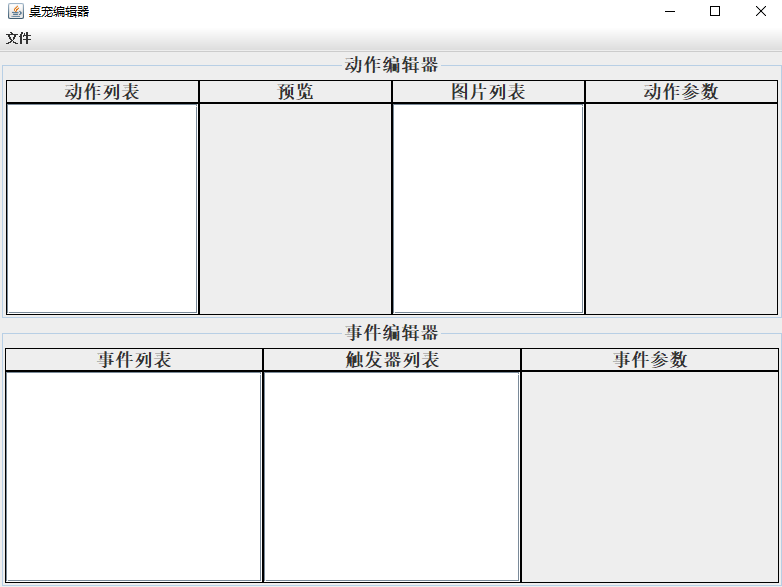 桌宠编辑器
文件
动作编辑器
动作列表 预览 图片列表 动作参数
事件编辑器
事件列表 触发器列表 事件参数